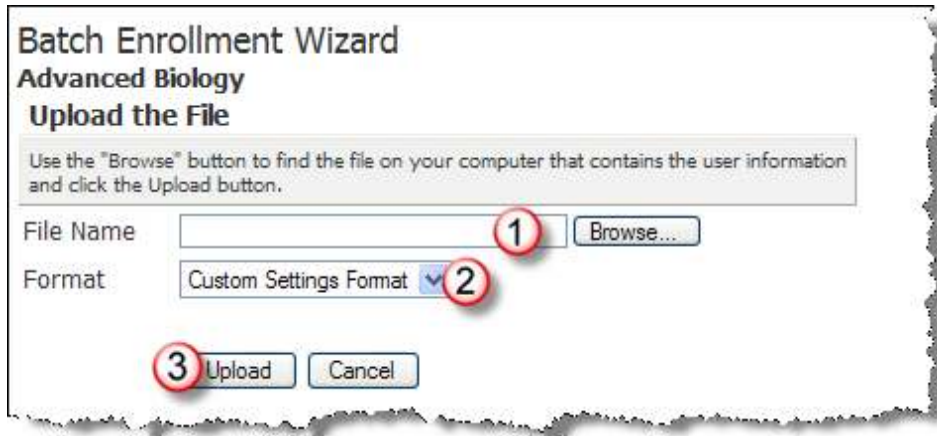 Batch Enrollment Wizard
Advanced Biology
Upload the File
Use the "Browse" button to find the file on your computer that contains the user information
and click the Upload button.
File Name 1 Browse...
Format Custom Settings Format 2
3 Upload Cancel